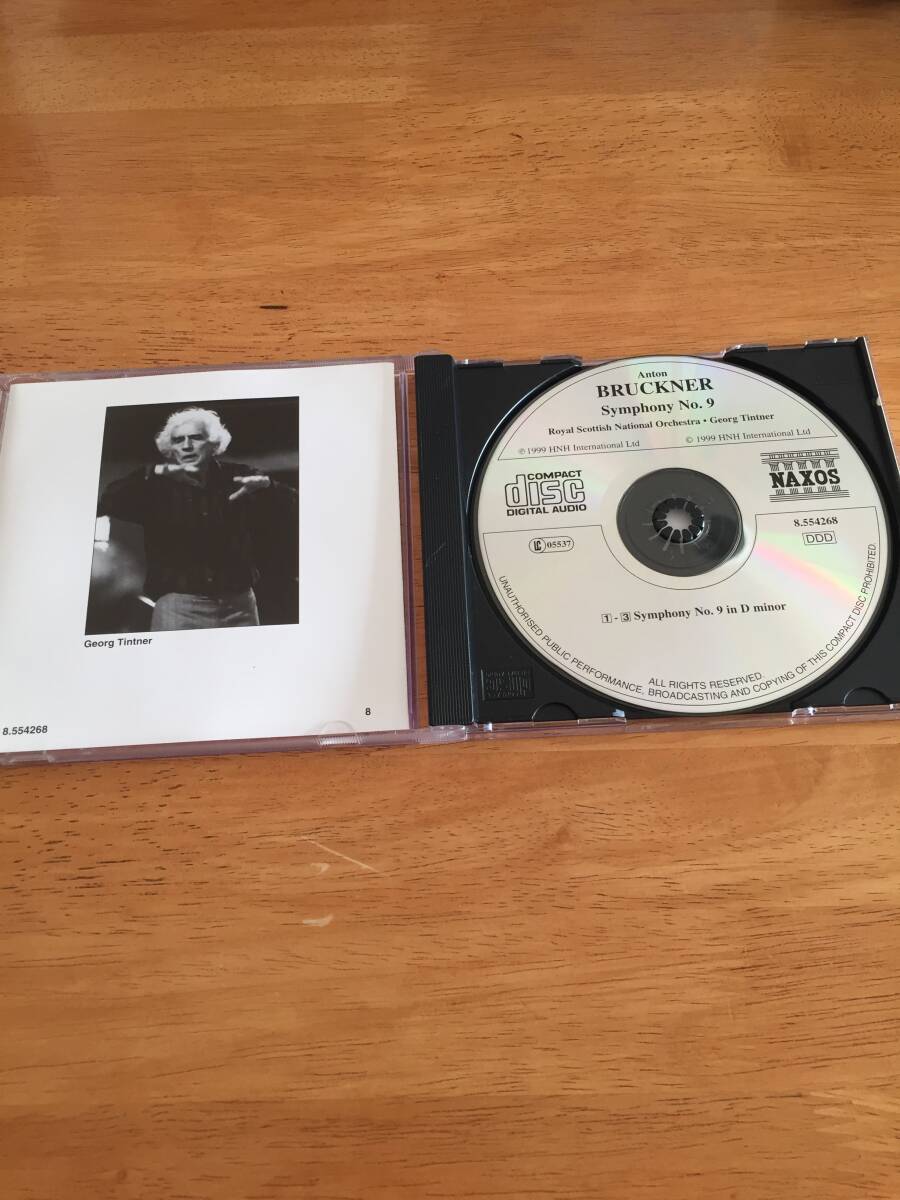 Georg Tintner
8.554268
8
Anton
BRUCKNER
Symphony No. 9
Royal Scottish National Orchestra • Georg Tintner
℗ 1999 HNH International Ltd
© 1999 HNH International Ltd
COMPACT
disc
DIGITAL AUDIO
NAXOS
LC 05537
8.554268
DDD
1 - 3 Symphony No. 9 in D minor
ALL RIGHTS RESERVED.
UNAUTHORISED PUBLIC PERFORMANCE, BROADCASTING AND COPYING OF THIS COMPACT DISC PROHIBITED.